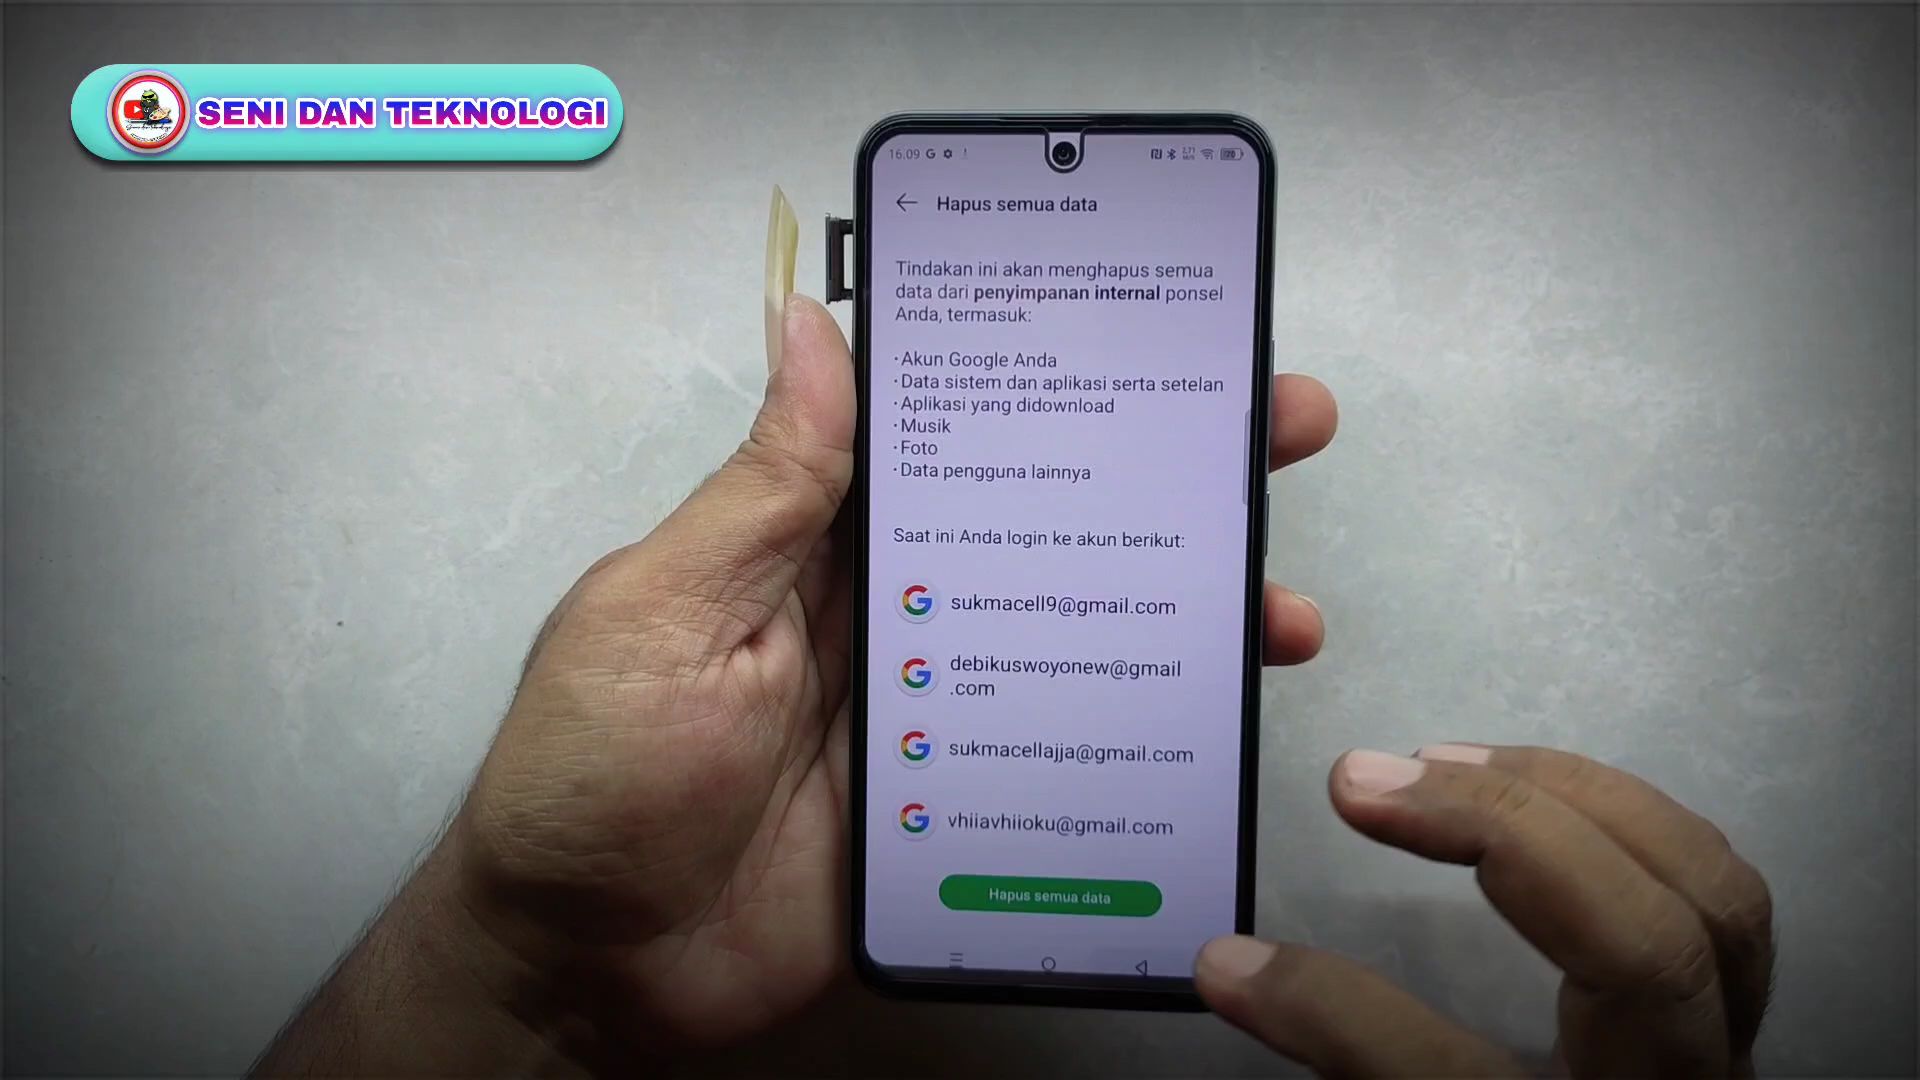 SENI DAN TEKNOLOGI
16.09
Hapus semua data
Tindakan ini akan menghapus semua
data dari penyimpanan internal ponsel
Anda, termasuk:
·Akun Google Anda
·Data sistem dan aplikasi serta setelan
·Aplikasi yang didownload
·Musik
·Foto
·Data pengguna lainnya
Saat ini Anda login ke akun berikut:
sukmacell9@gmail.com
debikuswoyonew@gmail
.com
sukmacellajja@gmail.com
vhiiavhiioku@gmail.com
Hapus semua data